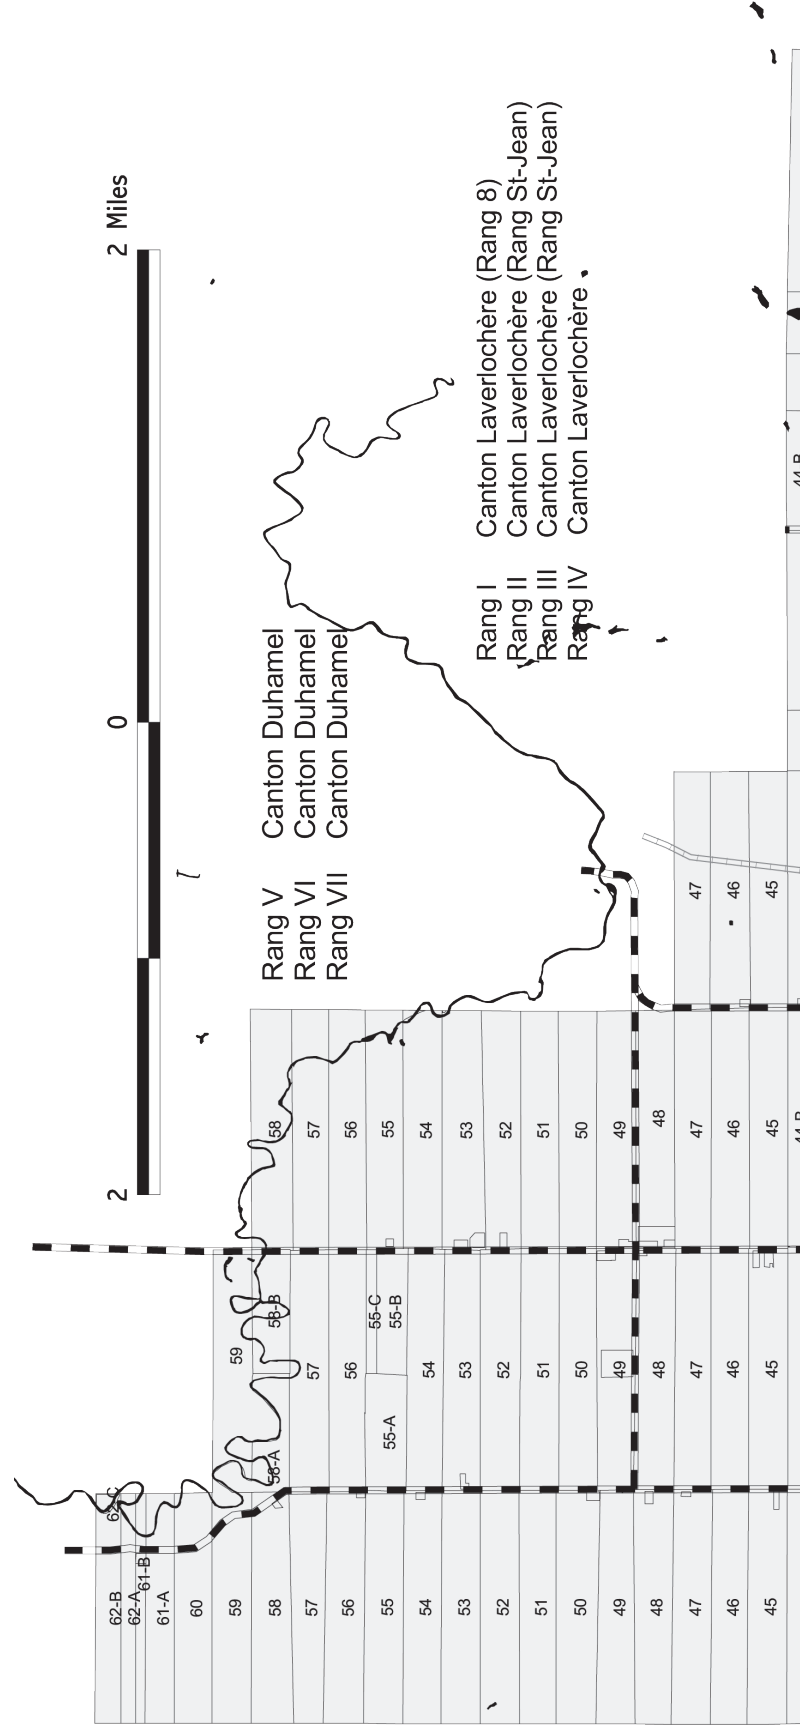 2 0 2 Miles
Rang V Canton Duhamel
Rang VI Canton Duhamel
Rang VII Canton Duhamel
Rang I Canton Laverlochère (Rang 8)
Rang II Canton Laverlochère (Rang St-Jean)
Rang III Canton Laverlochère (Rang St-Jean)
Rang IV Canton Laverlochère
62-B 62-C
62-A
61-B
61-A
60
59 59
58 58-A 58-B 58
57 57 57
56 56 56
55-C
55 55-A 55-B 55
54 54 54
53 53 53
52 52 52
51 51 51
50 50 50
49 49 49
48 48 48
47 47 47 47
46 46 46 46
45 45 45 45